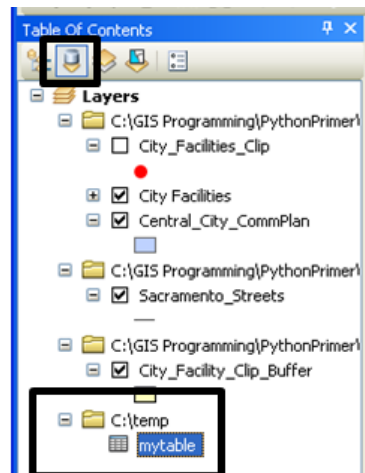 Table Of Contents
Layers
C:\GIS Programming\PythonPrimer\
City_Facilities_Clip
City Facilities
Central_City_CommPlan
C:\GIS Programming\PythonPrimer\
Sacramento_Streets
C:\GIS Programming\PythonPrimer\
City_Facility_Clip_Buffer
C:\temp
mytable